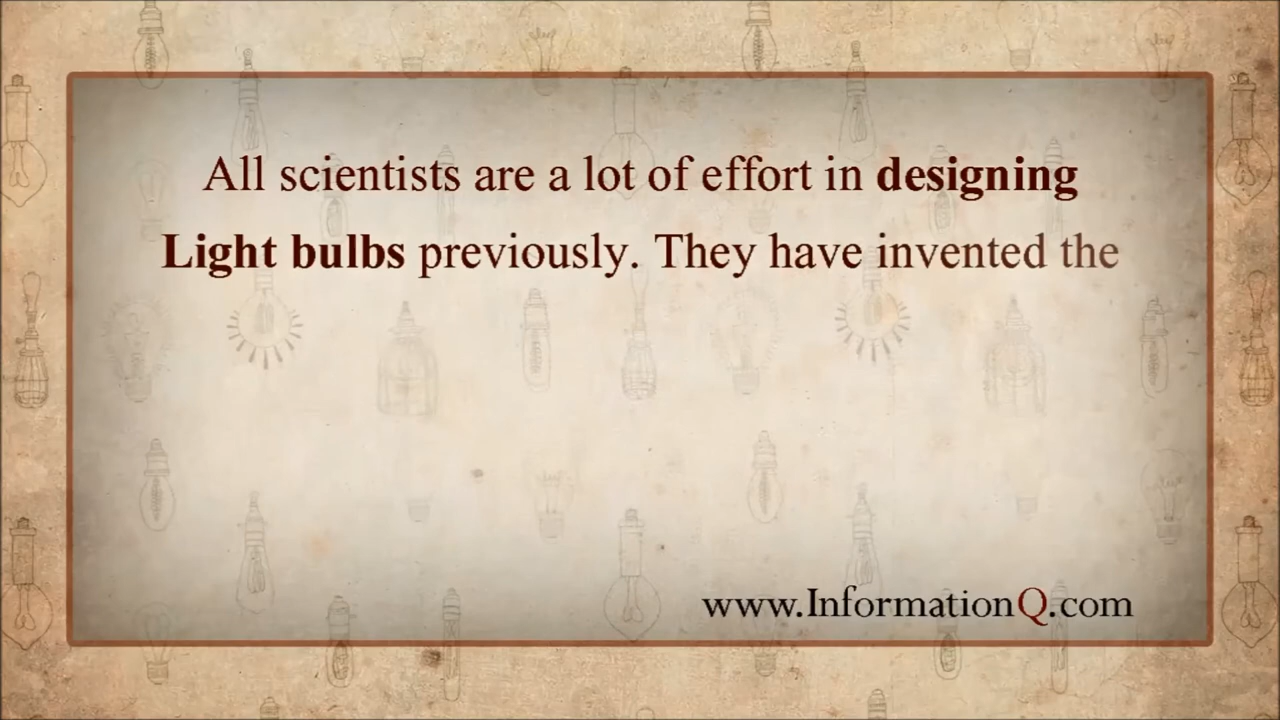 All scientists are a lot of effort in designing
Light bulbs previously. They have invented the
www.InformationQ.com